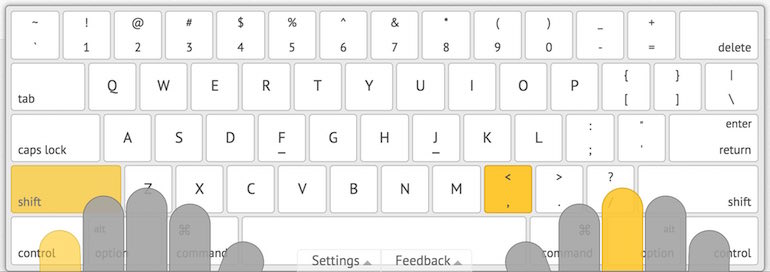 ~ ! @ # $ % ^ & * ( ) _ +
` 1 2 3 4 5 6 7 8 9 0 - = delete
tab Q W E R T Y U I O P { [ } ] | \
caps lock A S D F G H J K L : ; " ' enter return
shift Z X C V B N M < , > . ? / shift
control alt option ⌘ command ⌘ command alt option control
Settings Feedback